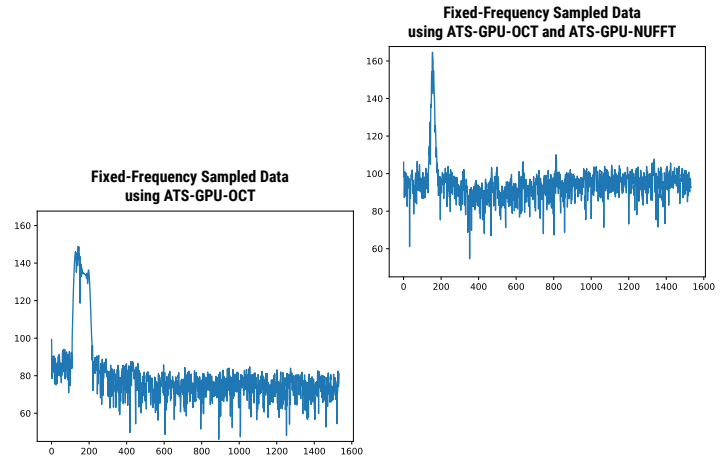 Fixed-Frequency Sampled Data
using ATS-GPU-OCT and ATS-GPU-NUFFT
160
140
120
100
80
60
0 200 400 600 800 1000 1200 1400 1600
Fixed-Frequency Sampled Data
using ATS-GPU-OCT
160
140
120
100
80
60
0 200 400 600 800 1000 1200 1400 1600